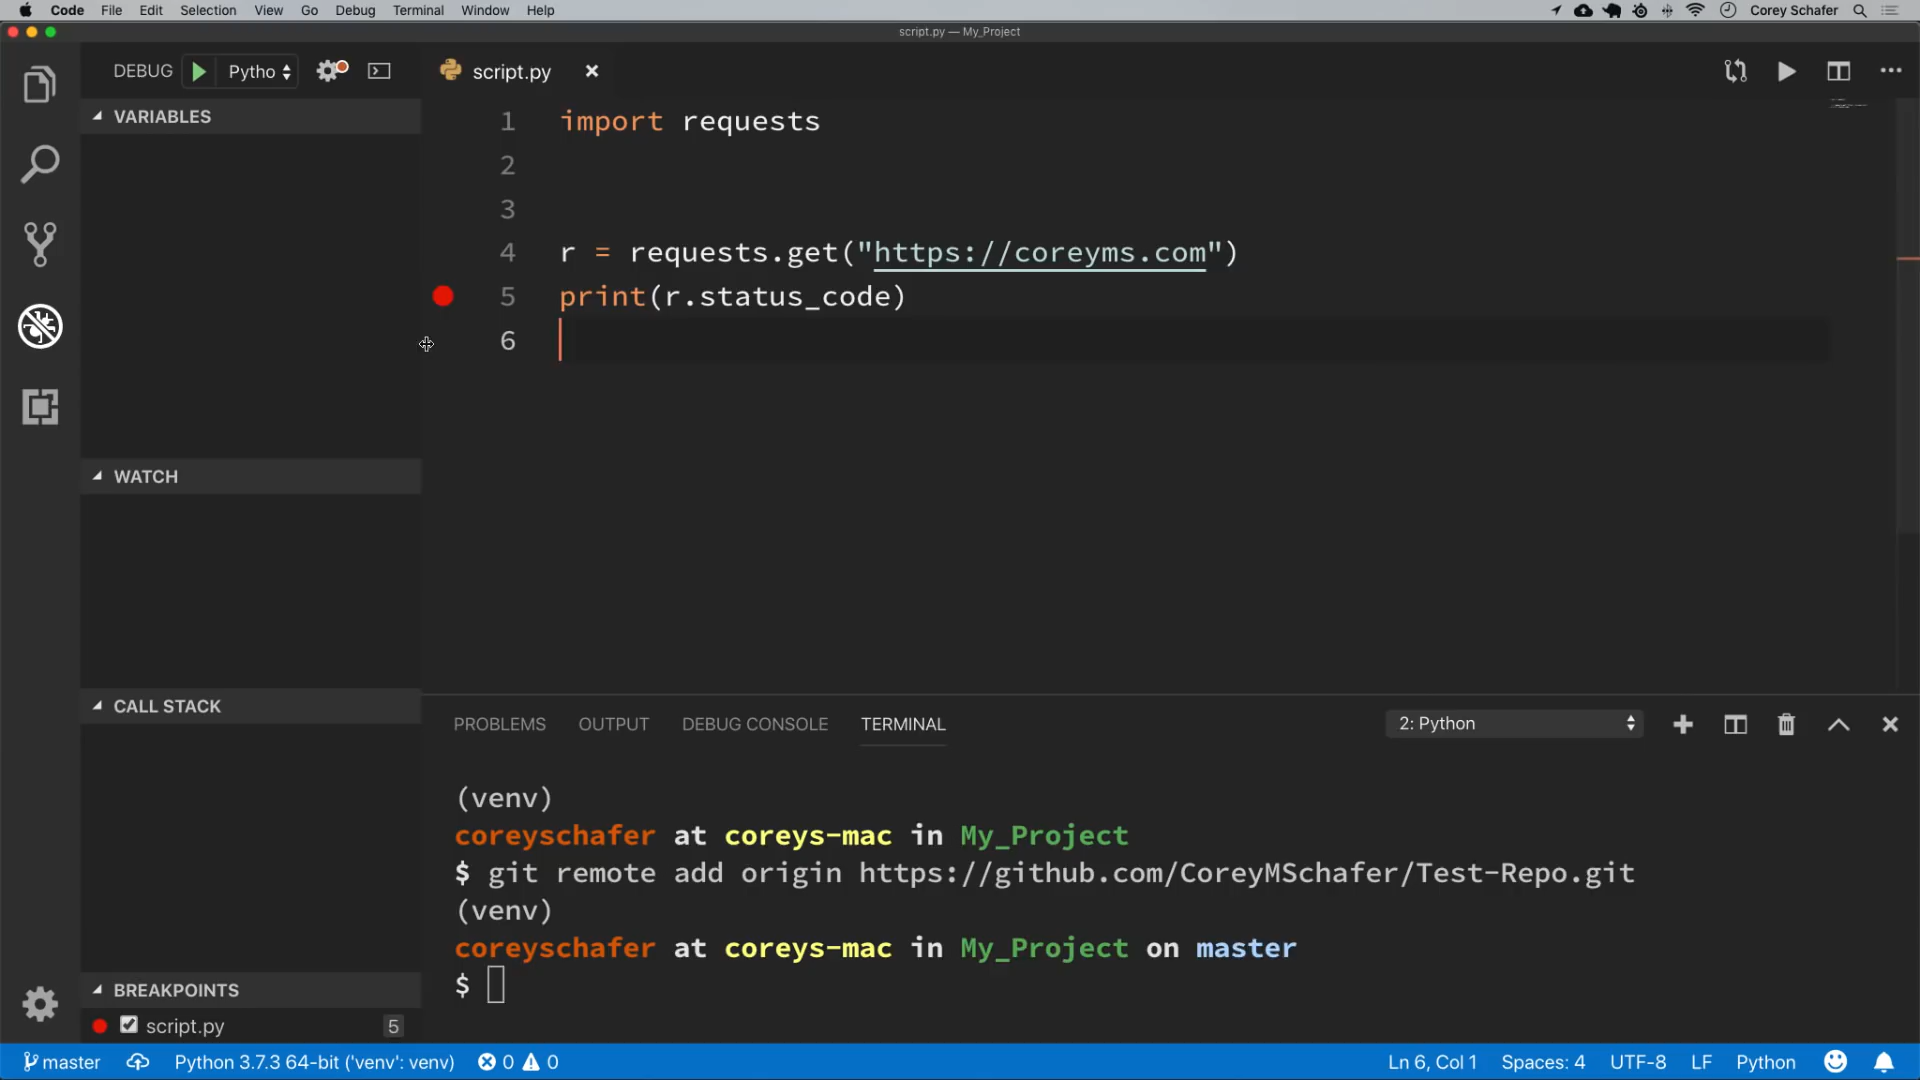 Code File Edit Selection View Go Debug Terminal Window Help Corey Schafer
script.py — My_Project
DEBUG Pytho script.py
VARIABLES
1 import requests
2
3
4 r = requests.get("https://coreyms.com")
5 print(r.status_code)
6
WATCH
CALL STACK
PROBLEMS OUTPUT DEBUG CONSOLE TERMINAL 2: Python
(venv)
coreyschafer at coreys-mac in My_Project
$ git remote add origin https://github.com/CoreyMSchafer/Test-Repo.git
(venv)
coreyschafer at coreys-mac in My_Project on master
$
BREAKPOINTS
script.py 5
master Python 3.7.3 64-bit ('venv': venv) 0 0 Ln 6, Col 1 Spaces: 4 UTF-8 LF Python